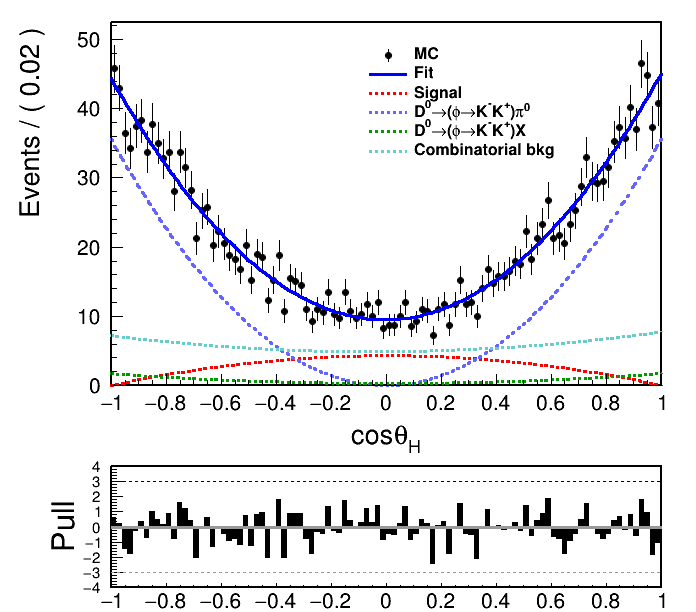 Events / ( 0.02 )
50
40
30
20
10
0
MC
Fit
Signal
D⁰→(ϕ→K⁻K⁺)π⁰
D⁰→(ϕ→K⁻K⁺)X
Combinatorial bkg
−1 −0.8 −0.6 −0.4 −0.2 0 0.2 0.4 0.6 0.8 1
cosθ_H
Pull
4
3
2
1
0
−1
−2
−3
−4
−1 −0.8 −0.6 −0.4 −0.2 0 0.2 0.4 0.6 0.8 1